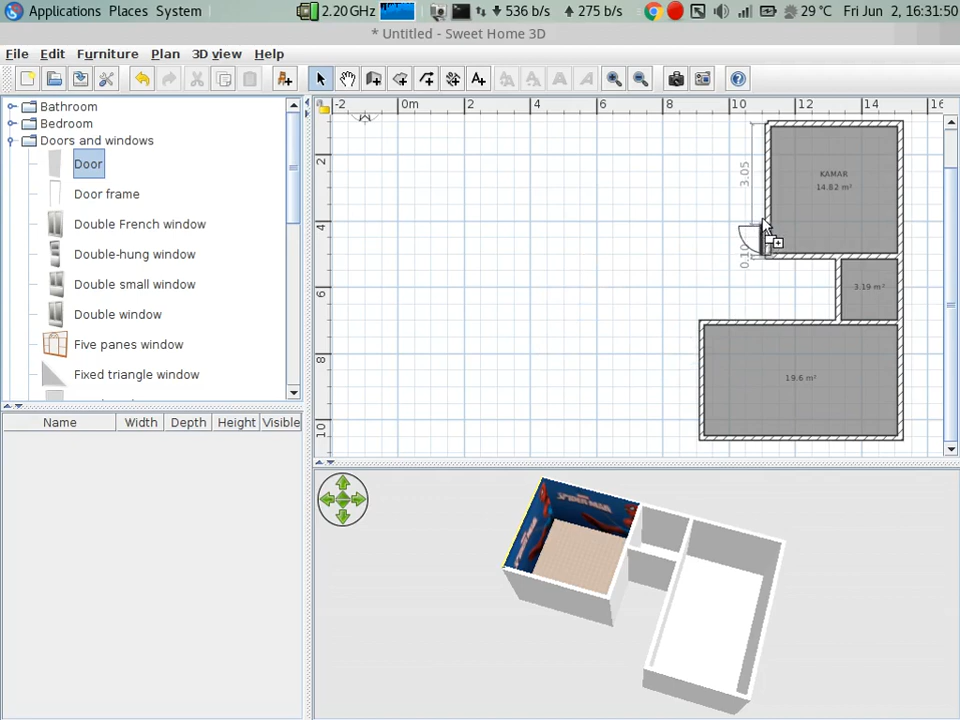 Applications Places System 2.20 GHz 536 b/s 275 b/s 29 °C Fri Jun 2, 16:31:50
* Untitled - Sweet Home 3D
File Edit Furniture Plan 3D view Help
Bathroom
Bedroom
Doors and windows
Door
Door frame
Double French window
Double-hung window
Double small window
Double window
Five panes window
Fixed triangle window
Name Width Depth Height Visible
-2 0m 2 4 6 8 10 12 14 16
2
4
6
8
10
3.05
0.10
KAMAR
14.82 m²
3.19 m²
19.6 m²